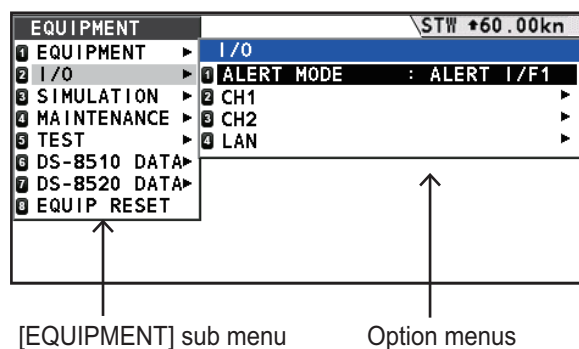 EQUIPMENT
STW ⬍60.00kn
1 EQUIPMENT ▶
2 I/O ▶
3 SIMULATION ▶
4 MAINTENANCE ▶
5 TEST ▶
6 DS-8510 DATA▶
7 DS-8520 DATA▶
8 EQUIP RESET
I/O
1 ALERT MODE : ALERT I/F1
2 CH1 ▶
3 CH2 ▶
4 LAN ▶
[EQUIPMENT] sub menu
Option menus